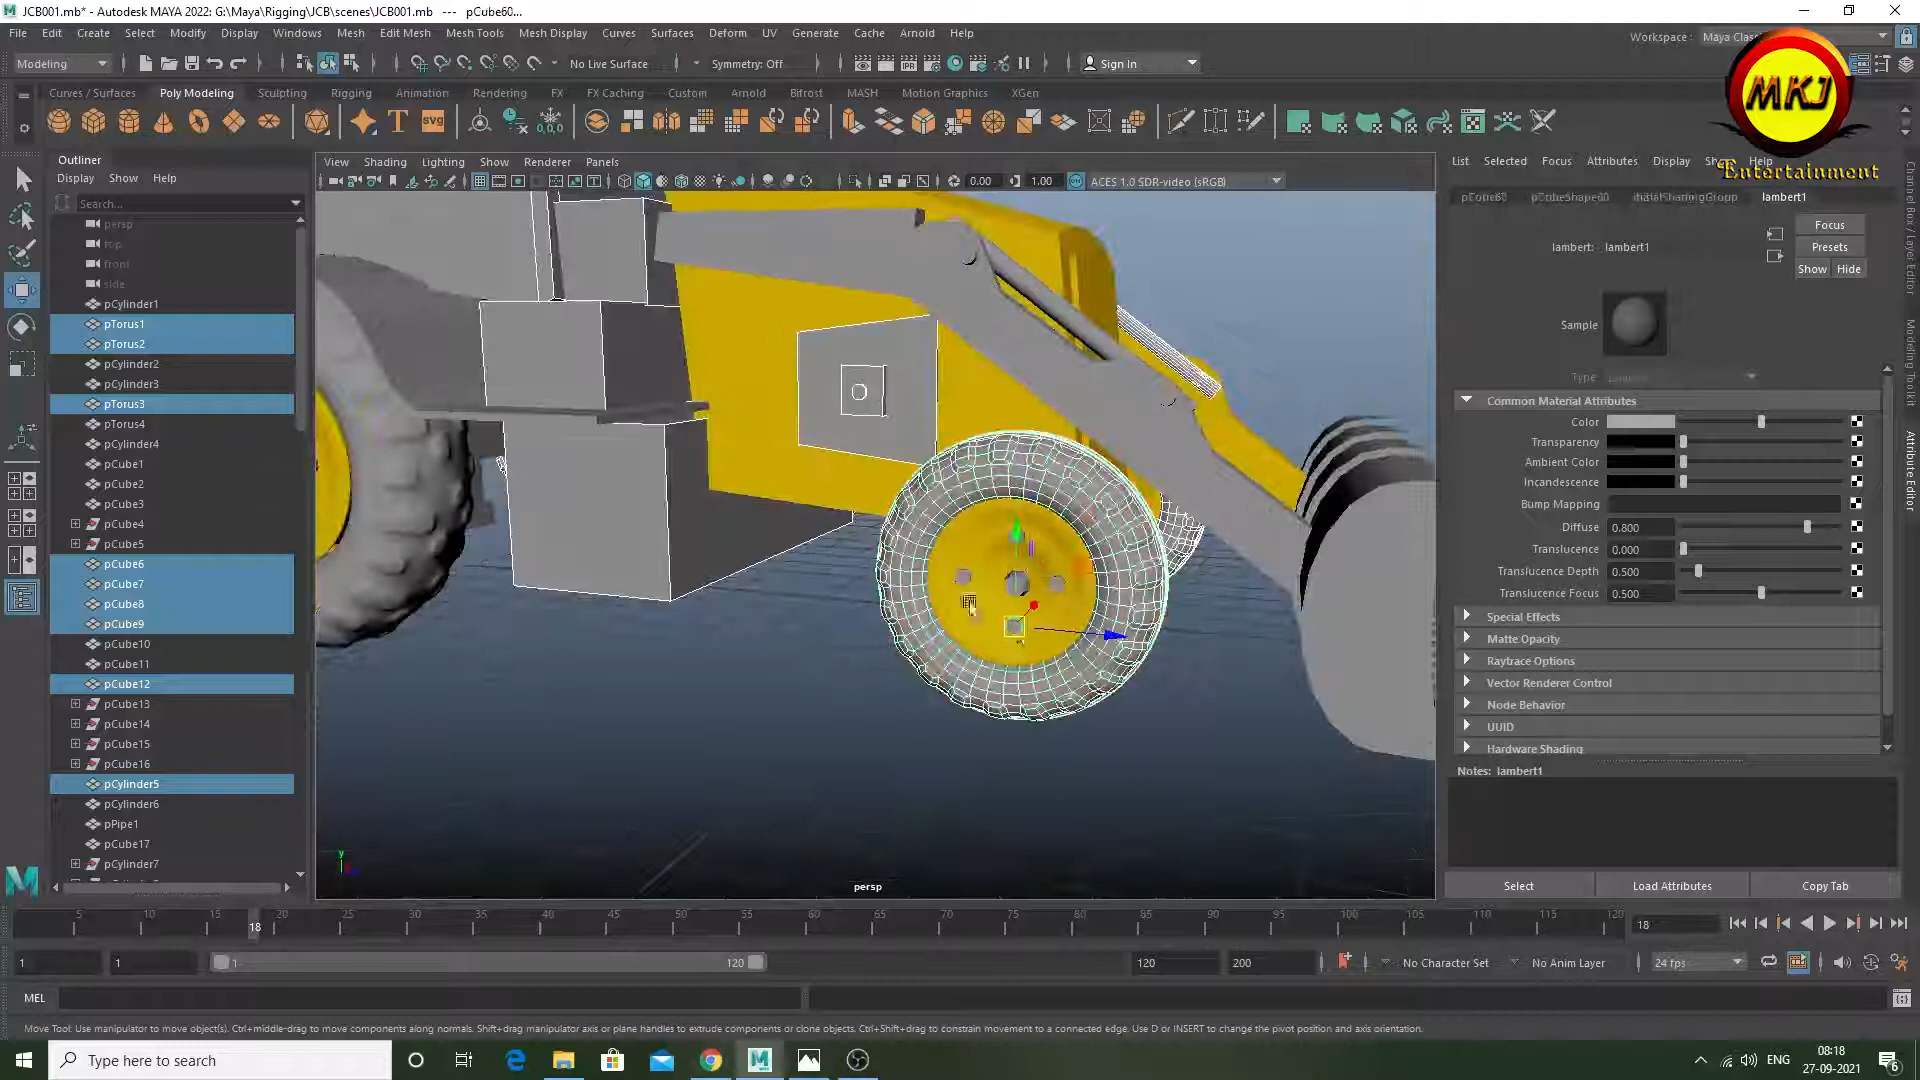 JCB001.mb* - Autodesk MAYA 2022: G:\Maya\Rigging\JCB\scenes\JCB001.mb --- pCube60...
File Edit Create Select Modify Display Windows Mesh Edit Mesh Mesh Tools Mesh Display Curves Surfaces Deform UV Generate Cache Arnold Help
Workspace :
Modeling
No Live Surface
Symmetry: Off
Sign In
Curves / Surfaces Poly Modeling Sculpting Rigging Animation Rendering FX FX Caching Custom Arnold Bifrost MASH Motion Graphics XGen
MKJ
Entertainment
Outliner
Display Show Help
Search...
persp
top
front
side
pCylinder1
pTorus1
pTorus2
pCylinder2
pCylinder3
pTorus3
pTorus4
pCylinder4
pCube1
pCube2
pCube3
pCube4
pCube5
pCube6
pCube7
pCube8
pCube9
pCube10
pCube11
pCube12
pCube13
pCube14
pCube15
pCube16
pCylinder5
pCylinder6
pPipe1
pCube17
pCylinder7
View Shading Lighting Show Renderer Panels
0.00 1.00 ACES 1.0 SDR-video (sRGB)
persp
List Selected Focus Attributes Display Help
pCube60 pCubeShape60 initialShadingGroup lambert1
lambert: lambert1
Focus
Presets
Show Hide
Sample
Type
Common Material Attributes
Color
Transparency
Ambient Color
Incandescence
Bump Mapping
Diffuse 0.800
Translucence 0.000
Translucence Depth 0.500
Translucence Focus 0.500
Special Effects
Matte Opacity
Raytrace Options
Vector Renderer Control
Node Behavior
UUID
Hardware Shading
Notes: lambert1
Select Load Attributes Copy Tab
Channel Box / Layer Editor
Modeling Toolkit
Attribute Editor
5 10 15 18 20 25 30 35 40 45 50 55 60 65 70 75 80 85 90 95 100 105 110 115 120
18
1 1 1 120 120 200 No Character Set No Anim Layer 24 fps
MEL
Move Tool: Use manipulator to move object(s). Ctrl+middle-drag to move components along normals. Shift+drag manipulator axis or plane handles to extrude components or clone objects. Ctrl+Shift+drag to constrain movement to a connected edge. Use D or INSERT to change the pivot position and axis orientation.
Type here to search
ENG
08:18
27-09-2021
6